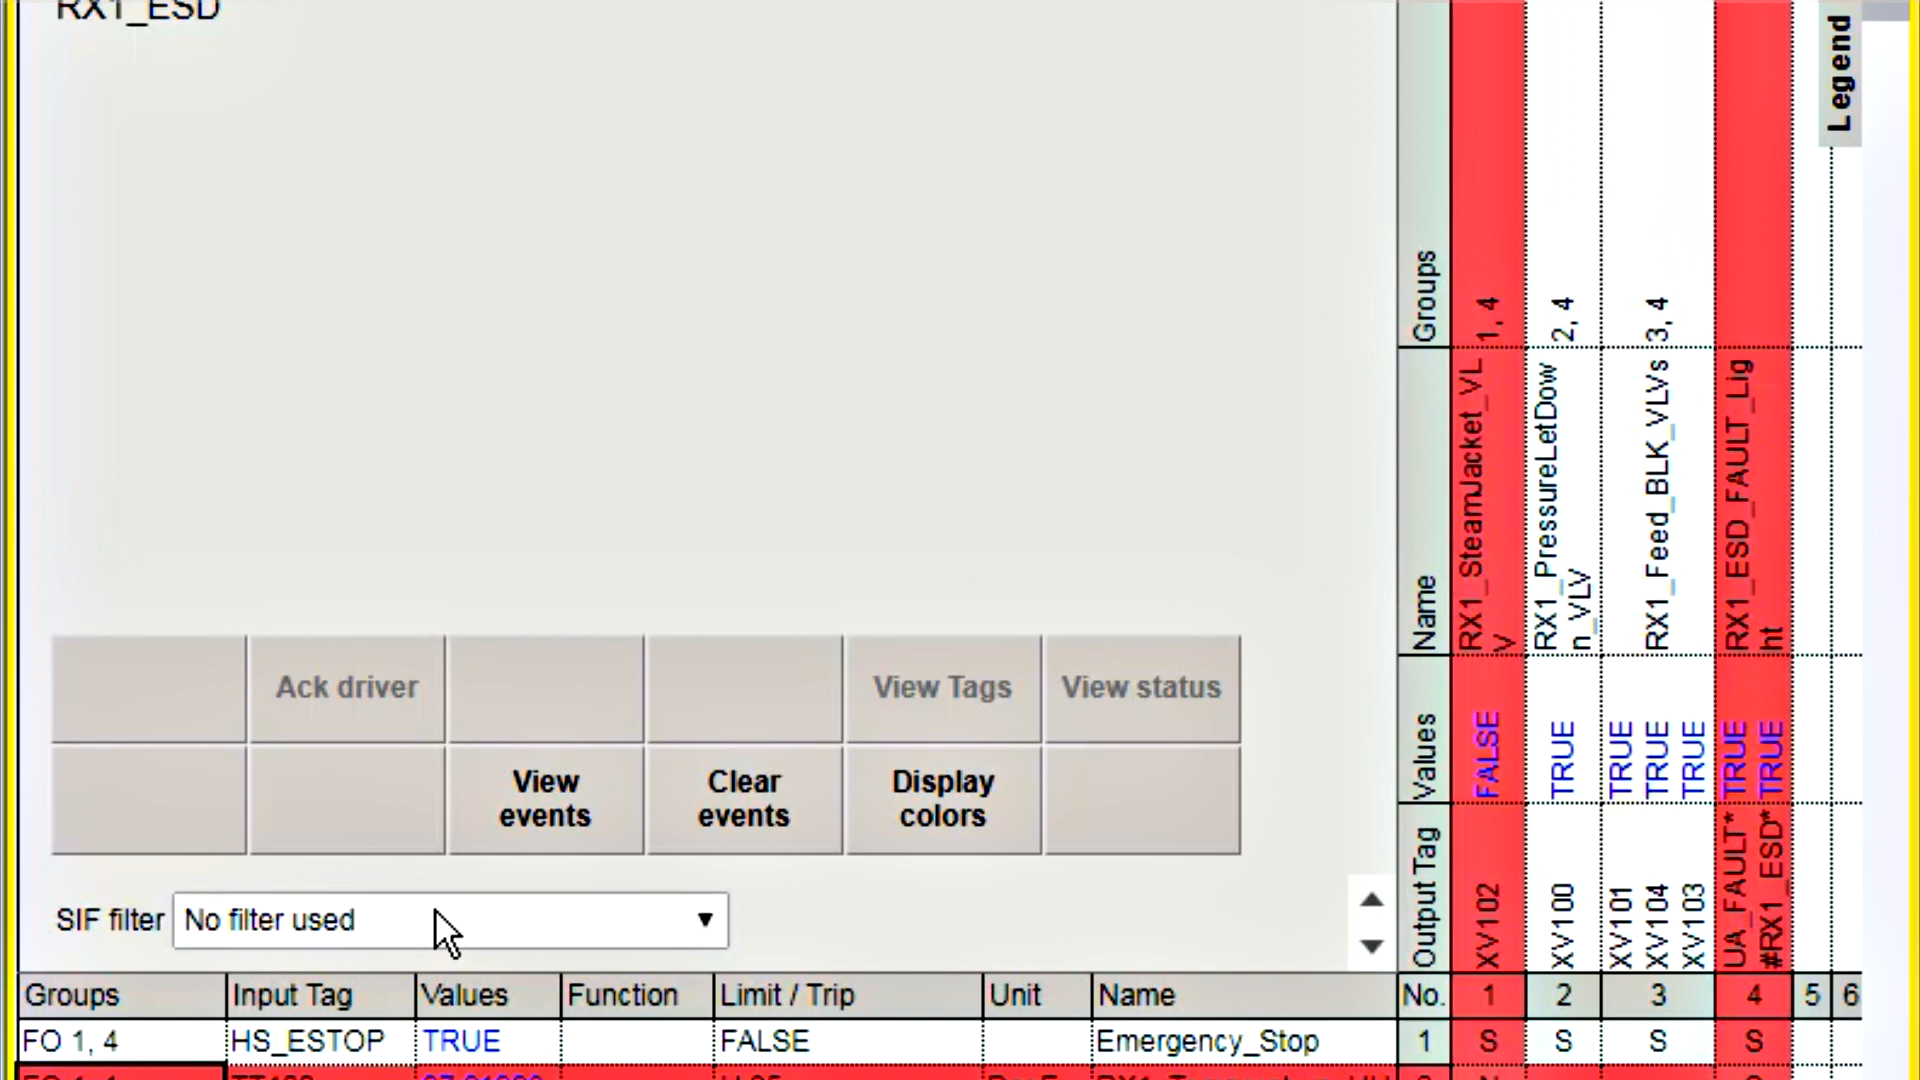 RX1_ESD
Legend
Groups
1, 4
2, 4
3, 4
Name
RX1_SteamJacket_VL
V
RX1_PressureLetDow
n_VLV
RX1_Feed_BLK_VLVs
RX1_ESD_FAULT_Lig
ht
Values
FALSE
TRUE
TRUE
TRUE
TRUE
TRUE
TRUE
Output Tag
XV102
XV100
XV101
XV104
XV103
UA_FAULT*
#RX1_ESD*
Ack driver
View Tags
View status
View
events
Clear
events
Display
colors
SIF filter No filter used
Groups Input Tag Values Function Limit / Trip Unit Name No. 1 2 3 4 5 6
FO 1, 4 HS_ESTOP TRUE FALSE Emergency_Stop 1 S S S S